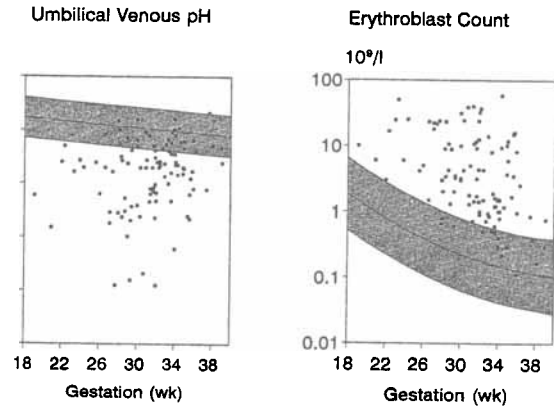 Umbilical Venous pH
Erythroblast Count
10⁹/l
100
10
1
0.1
0.01
18 22 26 30 34 38
Gestation (wk)
18 22 26 30 34 38
Gestation (wk)